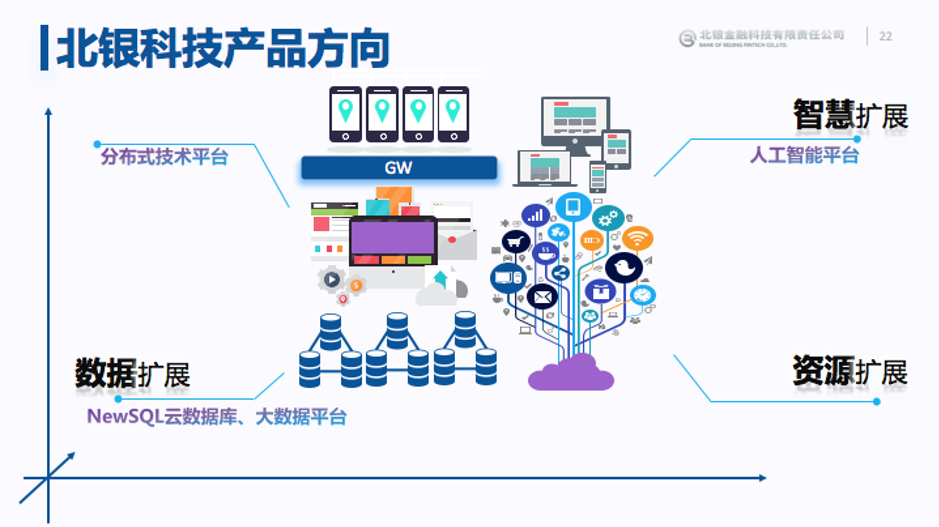 北银科技产品方向
北银金融科技有限责任公司
BANK OF BEIJING FINTECH CO.,LTD.
22
智慧扩展
人工智能平台
分布式技术平台
GW
数据扩展
NewSQL云数据库、大数据平台
资源扩展